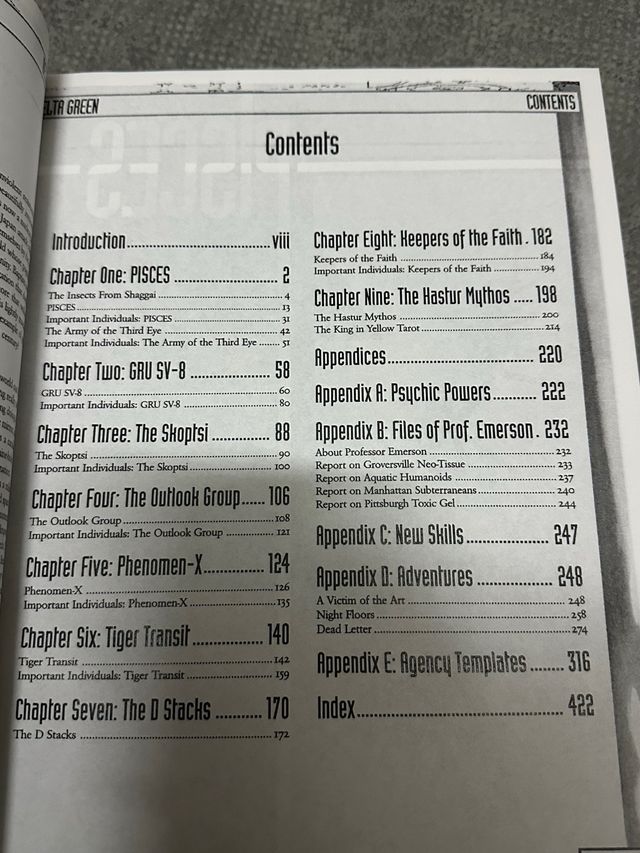 ELTA GREEN
CONTENTS
Contents
Introduction viii
Chapter One: PISCES 2
The Insects From Shaggai 4
PISCES 13
Important Individuals: PISCES 31
The Army of the Third Eye 42
Important Individuals: The Army of the Third Eye 51
Chapter Two: GRU SV-8 58
GRU SV-8 60
Important Individuals: GRU SV-8 80
Chapter Three: The Skoptsi 88
The Skoptsi 90
Important Individuals: The Skoptsi 100
Chapter Four: The Outlook Group 106
The Outlook Group 108
Important Individuals: The Outlook Group 121
Chapter Five: Phenomen-X 124
Phenomen-X 126
Important Individuals: Phenomen-X 135
Chapter Six: Tiger Transit 140
Tiger Transit 142
Important Individuals: Tiger Transit 159
Chapter Seven: The D Stacks 170
The D Stacks 172
Chapter Eight: Keepers of the Faith 182
Keepers of the Faith 184
Important Individuals: Keepers of the Faith 194
Chapter Nine: The Hastur Mythos 198
The Hastur Mythos 200
The King in Yellow Tarot 214
Appendices 220
Appendix A: Psychic Powers 222
Appendix B: Files of Prof. Emerson 232
About Professor Emerson 232
Report on Groversville Neo-Tissue 233
Report on Aquatic Humanoids 237
Report on Manhattan Subterraneans 240
Report on Pittsburgh Toxic Gel 244
Appendix C: New Skills 247
Appendix D: Adventures 248
A Victim of the Art 248
Night Floors 258
Dead Letter 274
Appendix E: Agency Templates 316
Index 422